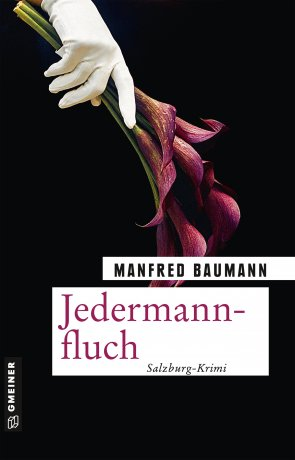 MANFRED BAUMANN
Jedermann-
fluch
Salzburg-Krimi
GMEINER